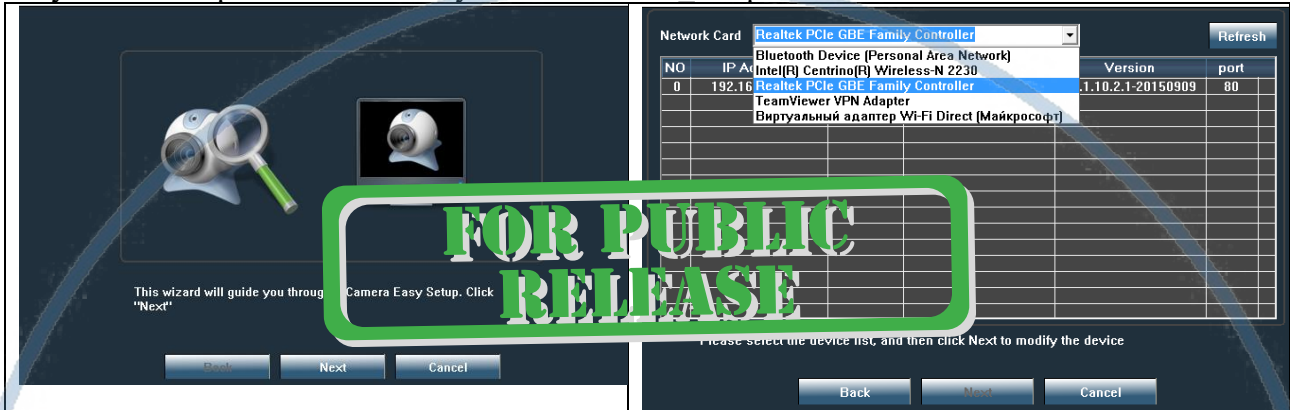 This wizard will guide you through Camera Easy Setup. Click
"Next"
Back Next Cancel
Network Card Realtek PCIe GBE Family Controller Refresh
Bluetooth Device (Personal Area Network)
Intel(R) Centrino(R) Wireless-N 2230
Realtek PCIe GBE Family Controller
TeamViewer VPN Adapter
Виртуальный адаптер Wi-Fi Direct (Майкрософт)
NO IP Version port
0 192.16 .1.10.2.1-20150909 80
FOR PUBLIC
RELEASE
Please select the device list, and then click Next to modify the device
Back Next Cancel